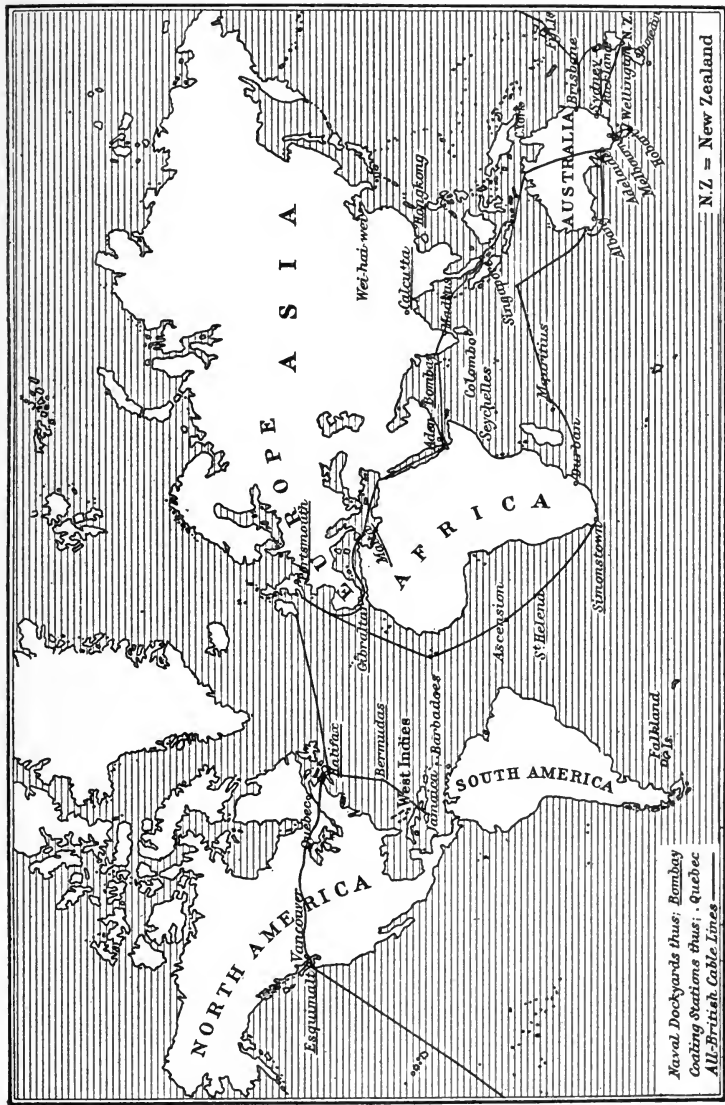 NORTH AMERICA
Esquimalt
Vancouver
Quebec
Halifax
Bermudas
West Indies
Jamaica
Barbadoes
SOUTH AMERICA
Falkland
Is.
EUROPE
Portsmouth
Gibraltar
AFRICA
Ascension
St Helena
Simonstown
Durban
Mauritius
Seychelles
Aden
ASIA
Bombay
Colombo
Madras
Calcutta
Wei-hai-wei
Hongkong
Singapore
AUSTRALIA
Albany
Adelaide
Melbourne
Hobart
Sydney
Brisbane
Auckland
Wellington N.Z.
Naval Dockyards thus; Bombay
Coaling Stations thus; . Quebec
All-British Cable Lines
N.Z = New Zealand